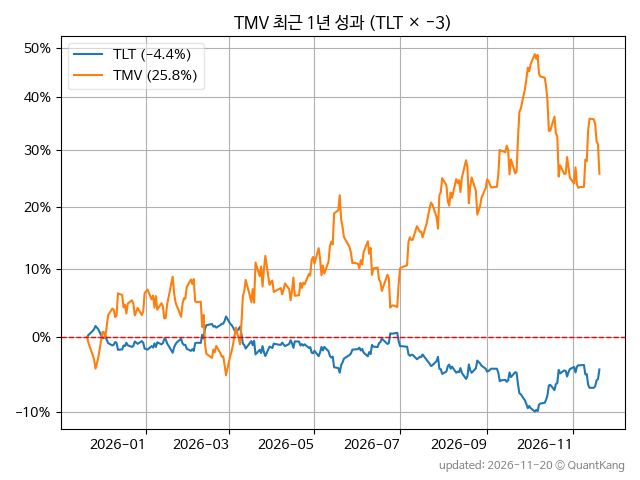 TMV 최근 1년 성과 (TLT × −3)
TLT (−4.4%)
TMV (25.8%)
50%
40%
30%
20%
10%
0%
−10%
2026-01 2026-03 2026-05 2026-07 2026-09 2026-11
updated: 2026-11-20 © QuantKang